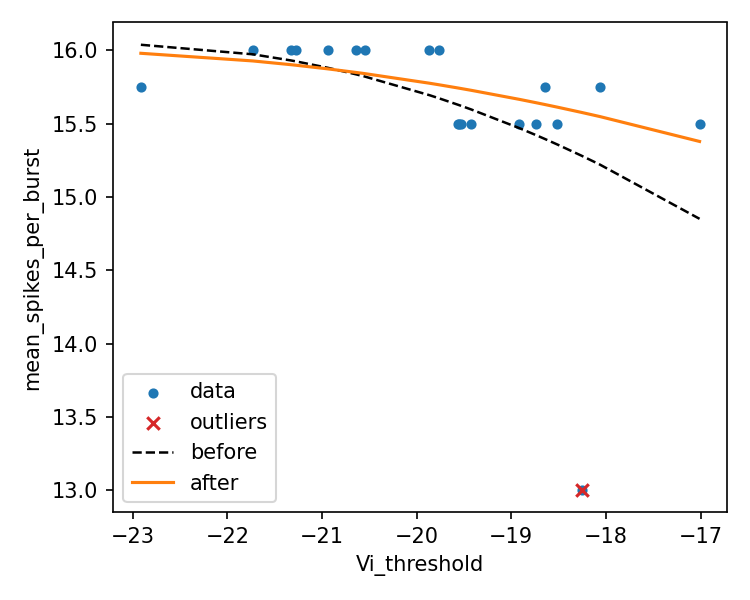 16.0
15.5
15.0
14.5
14.0
13.5
13.0
mean_spikes_per_burst
data
outliers
before
after
−23 −22 −21 −20 −19 −18 −17
Vi_threshold